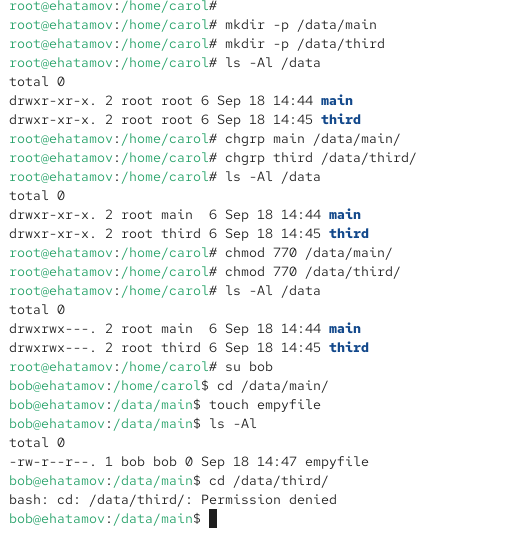 root@ehatamov:/home/carol#
root@ehatamov:/home/carol# mkdir -p /data/main
root@ehatamov:/home/carol# mkdir -p /data/third
root@ehatamov:/home/carol# ls -Al /data
total 0
drwxr-xr-x. 2 root root 6 Sep 18 14:44 main
drwxr-xr-x. 2 root root 6 Sep 18 14:45 third
root@ehatamov:/home/carol# chgrp main /data/main/
root@ehatamov:/home/carol# chgrp third /data/third/
root@ehatamov:/home/carol# ls -Al /data
total 0
drwxr-xr-x. 2 root main  6 Sep 18 14:44 main
drwxr-xr-x. 2 root third 6 Sep 18 14:45 third
root@ehatamov:/home/carol# chmod 770 /data/main/
root@ehatamov:/home/carol# chmod 770 /data/third/
root@ehatamov:/home/carol# ls -Al /data
total 0
drwxrwx---. 2 root main  6 Sep 18 14:44 main
drwxrwx---. 2 root third 6 Sep 18 14:45 third
root@ehatamov:/home/carol# su bob
bob@ehatamov:/home/carol$ cd /data/main/
bob@ehatamov:/data/main$ touch empyfile
bob@ehatamov:/data/main$ ls -Al
total 0
-rw-r--r--. 1 bob bob 0 Sep 18 14:47 empyfile
bob@ehatamov:/data/main$ cd /data/third/
bash: cd: /data/third/: Permission denied
bob@ehatamov:/data/main$